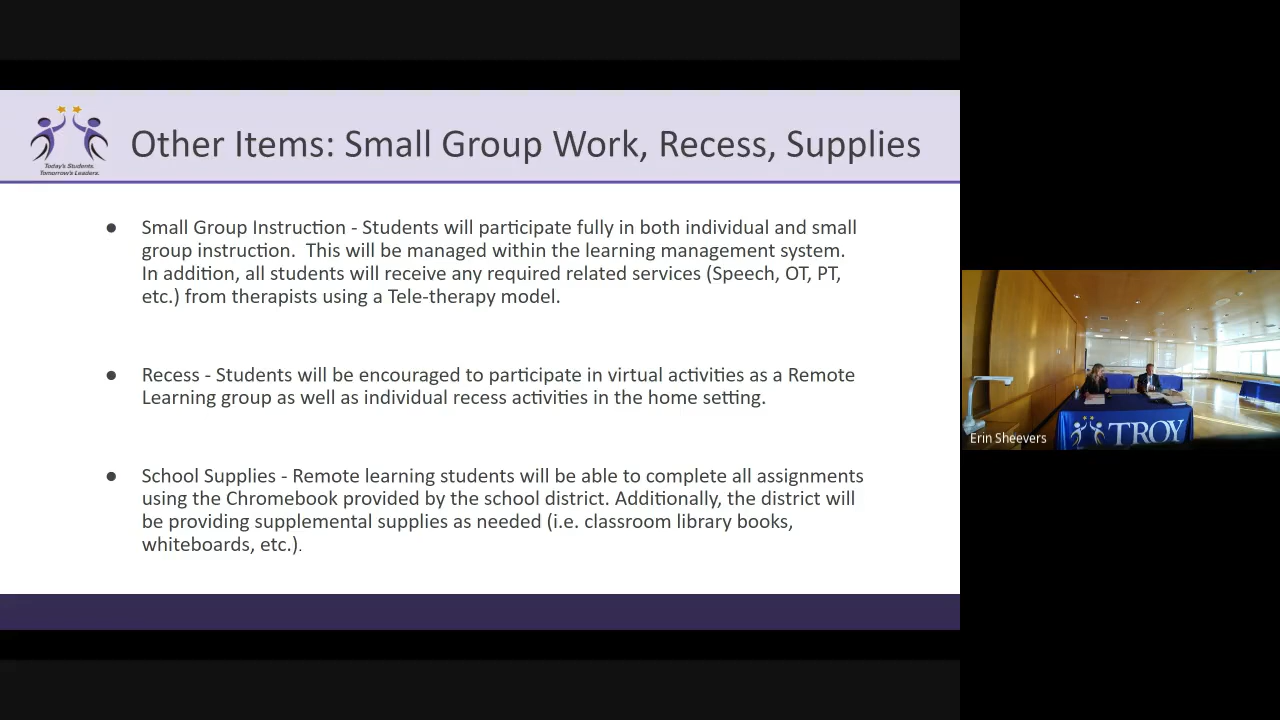 Today's Students.
Tomorrow's Leaders.
Other Items: Small Group Work, Recess, Supplies
● Small Group Instruction - Students will participate fully in both individual and small
group instruction.  This will be managed within the learning management system.
In addition, all students will receive any required related services (Speech, OT, PT,
etc.) from therapists using a Tele-therapy model.
● Recess - Students will be encouraged to participate in virtual activities as a Remote
Learning group as well as individual recess activities in the home setting.
● School Supplies - Remote learning students will be able to complete all assignments
using the Chromebook provided by the school district. Additionally, the district will
be providing supplemental supplies as needed (i.e. classroom library books,
whiteboards, etc.).
Erin Sheevers
TROY